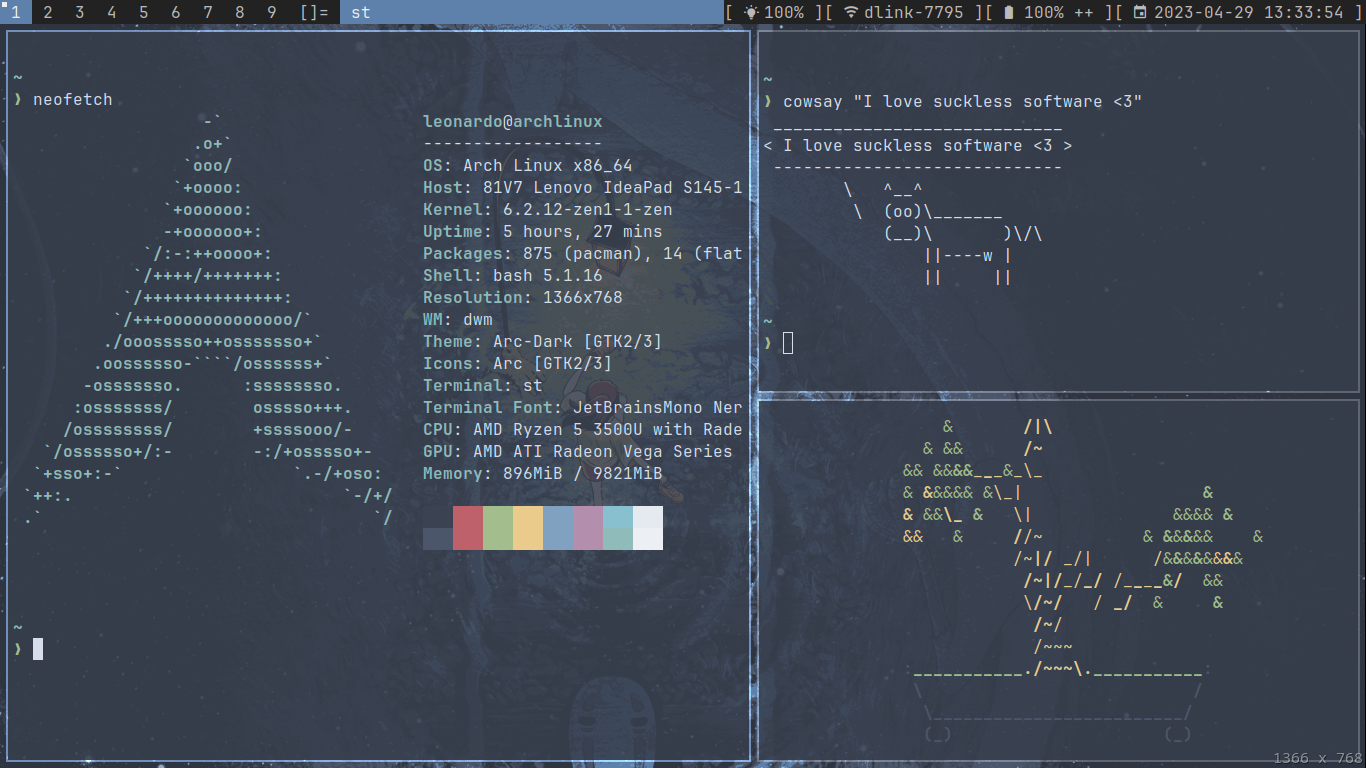 1 2 3 4 5 6 7 8 9 []= st [ 100% ][ dlink-7795 ][ 100% ++ ][ 2023-04-29 13:33:54 ]
~
❯ neofetch
-`
.o+`
`ooo/
`+oooo:
`+oooooo:
-+oooooo+:
`/:-:++oooo+:
`/++++/+++++++:
`/++++++++++++++:
`/+++ooooooooooooo/`
./ooosssso++osssssso+`
.oossssso-````/ossssss+`
-osssssso. :ssssssso.
:osssssss/ osssso+++.
/ossssssss/ +ssssooo/-
`/ossssso+/:- -:/+osssso+-
`+sso+:-` `.-/+oso:
`++:. `-/+/
.` `/
leonardo@archlinux
------------------
OS: Arch Linux x86_64
Host: 81V7 Lenovo IdeaPad S145-1
Kernel: 6.2.12-zen1-1-zen
Uptime: 5 hours, 27 mins
Packages: 875 (pacman), 14 (flat
Shell: bash 5.1.16
Resolution: 1366x768
WM: dwm
Theme: Arc-Dark [GTK2/3]
Icons: Arc [GTK2/3]
Terminal: st
Terminal Font: JetBrainsMono Ner
CPU: AMD Ryzen 5 3500U with Rade
GPU: AMD ATI Radeon Vega Series
Memory: 896MiB / 9821MiB
~
❯
~
❯ cowsay "I love suckless software <3"
_____________________________
< I love suckless software <3 >
-----------------------------
\ ^__^
\ (oo)\_______
(__)\ )\/\
||----w |
|| ||
~
❯
& /|\
& && /~
&& &&&&___&_\_
& &&&&&& &\_|
& &&\_ & \|
&& & //~
/~|/ _/|
/~|/_/_/ /____&/ &&
\/~/ / _/ & &
/~/
/~~~
:___________./~~~\.___________:
\ /
\_________________________/
(_) (_)
&
&&&& &
& &&&&&& &
/&&&&&&&&&
1366 x 768